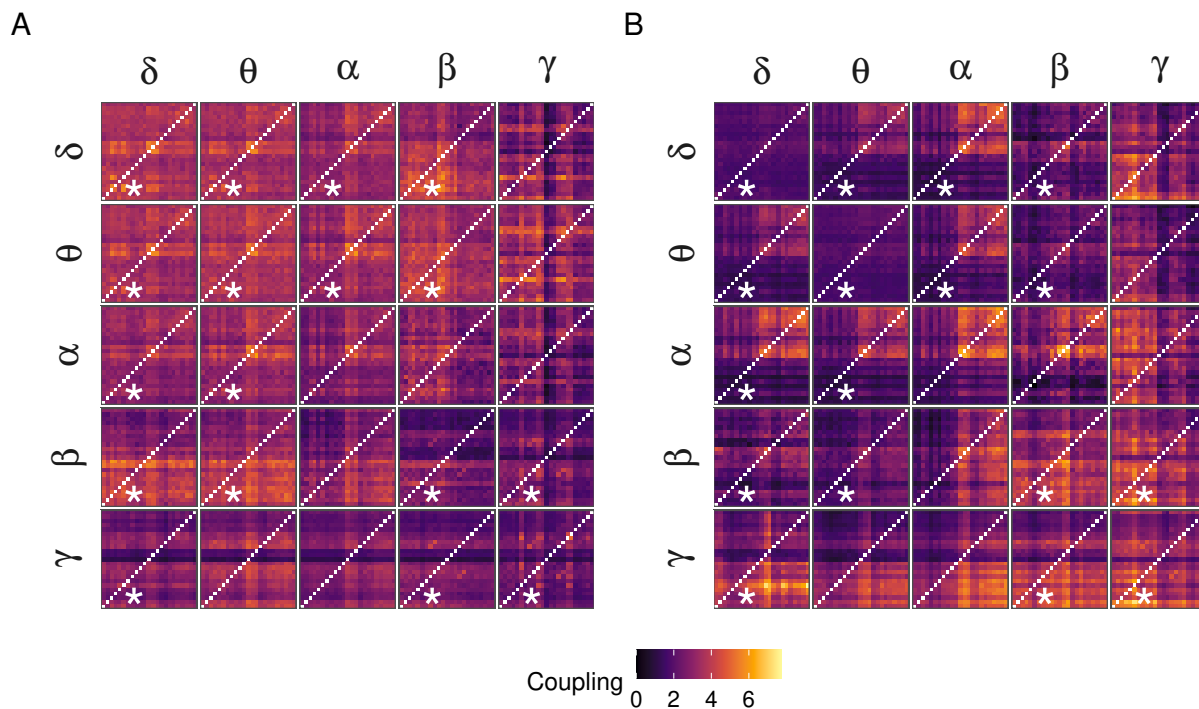 A
B
δ θ α β γ
δ θ α β γ
δ * * * *
δ * * * *
θ * * * *
θ * * * *
α * *
α * *
β * * * *
β * * * *
γ * * *
γ * * *
Coupling
0 2 4 6